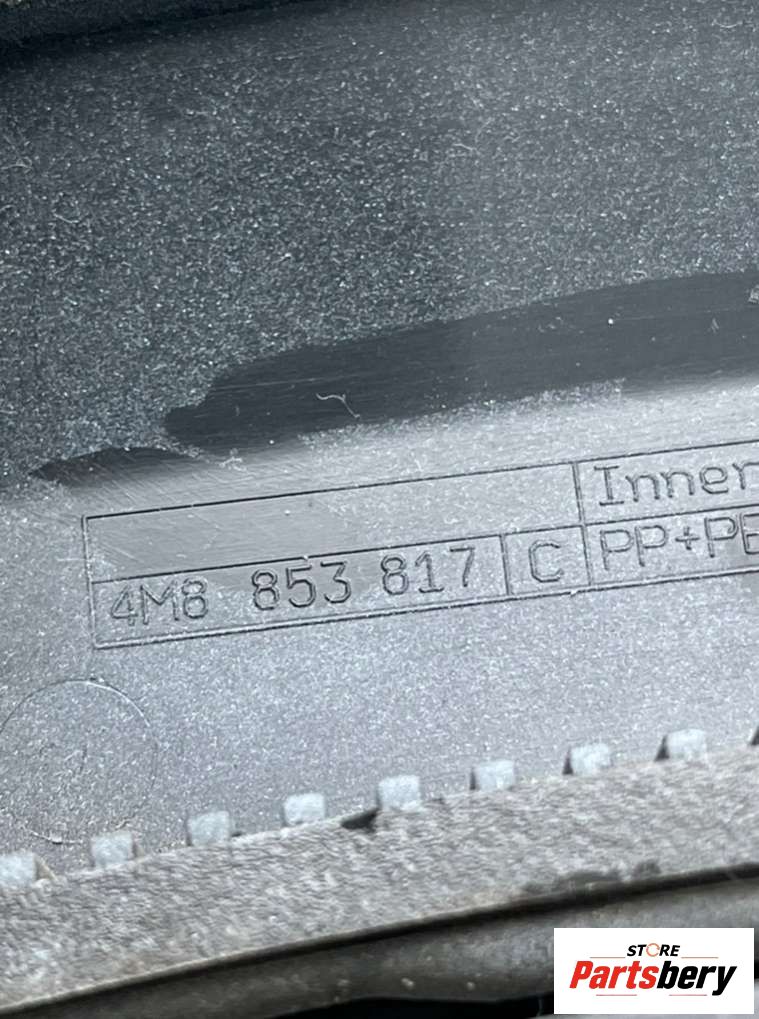 Inner
4M8 853 817 C PP+PE
STORE
Partsbery